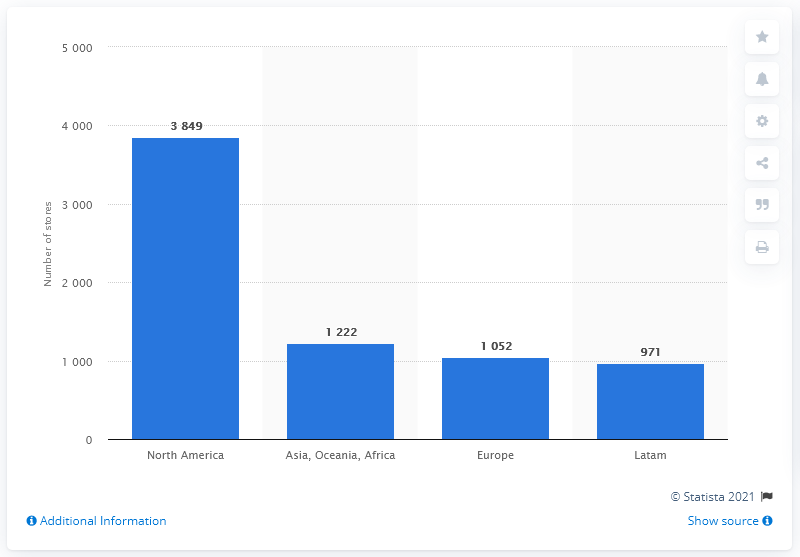 5 000
4 000
3 000
2 000
1 000
0
Number of stores
3 849
1 222
1 052
971
North America
Asia, Oceania, Africa
Europe
Latam
© Statista 2021
Additional Information
Show source